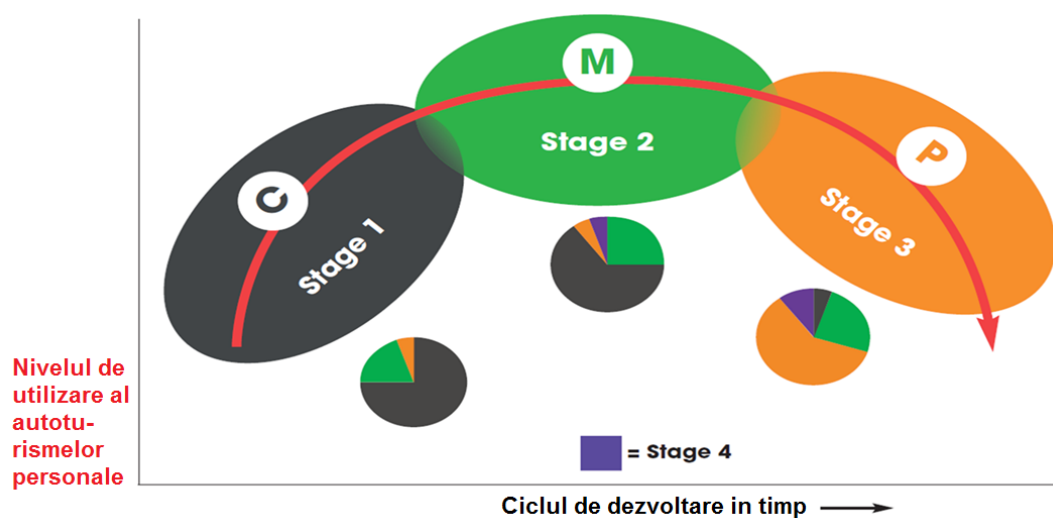 C
Stage 1
M
Stage 2
P
Stage 3
Nivelul de
utilizare al
autotu-
rismelor
personale
= Stage 4
Ciclul de dezvoltare in timp